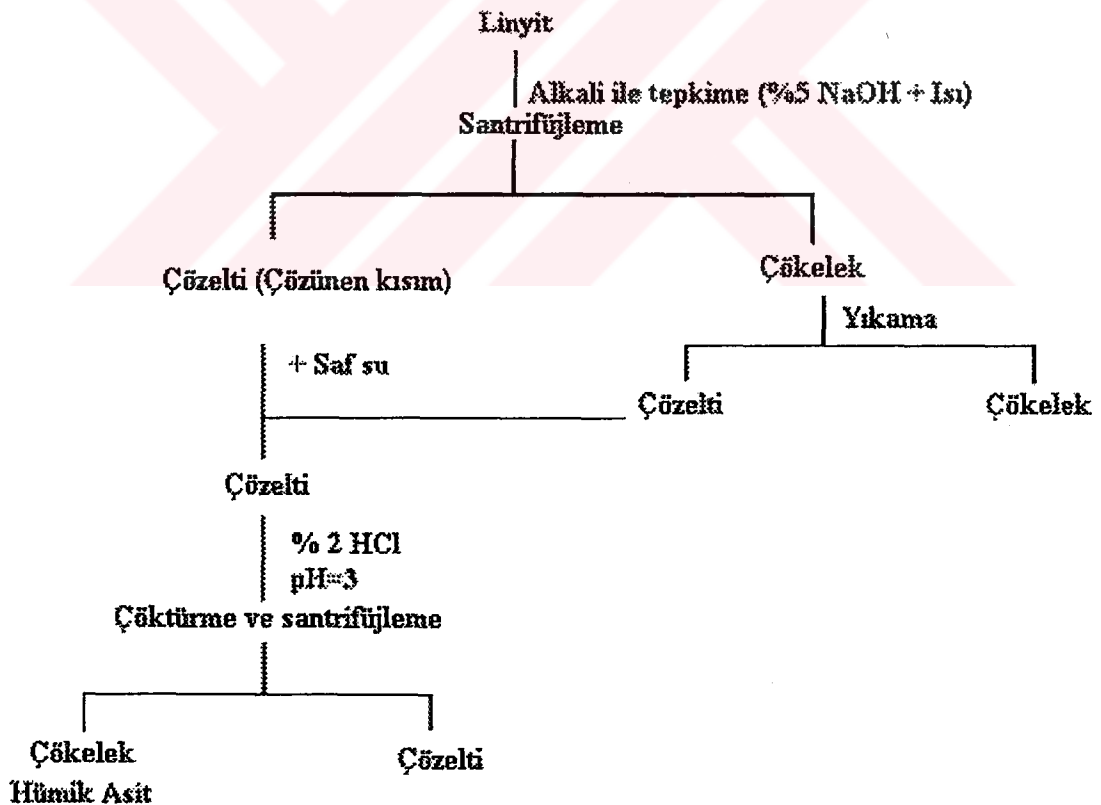 Linyit
Alkali ile tepkime (%5 NaOH + Isı)
Santrifüjleme
Çözelti (Çözünen kısım)
Çökelek
Yıkama
+ Saf su
Çözelti
Çökelek
Çözelti
% 2 HCl
pH=3
Çöktürme ve santrifüjleme
Çökelek
Hümik Asit
Çözelti